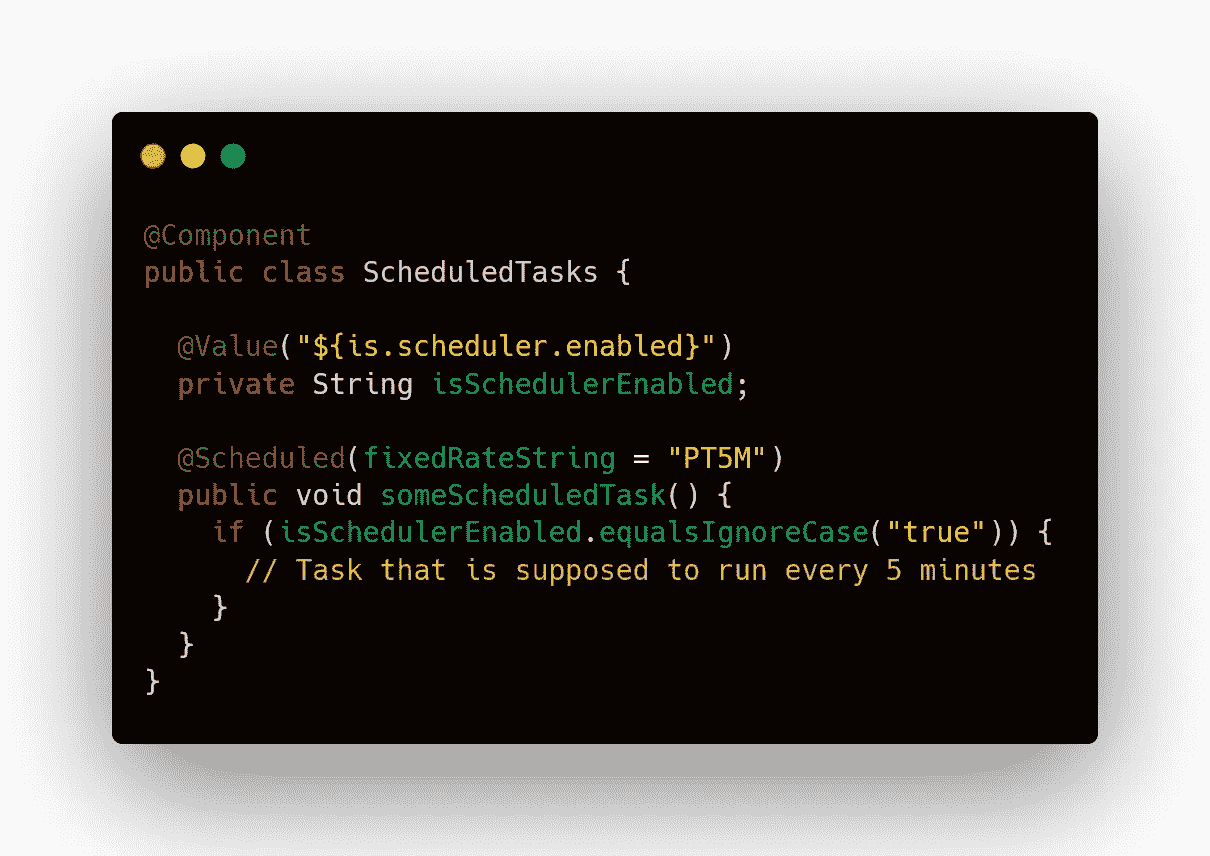 @Component
public class ScheduledTasks {
@Value("${is.scheduler.enabled}")
private String isSchedulerEnabled;
@Scheduled(fixedRateString = "PT5M")
public void someScheduledTask() {
if (isSchedulerEnabled.equalsIgnoreCase("true")) {
// Task that is supposed to run every 5 minutes
}
}
}